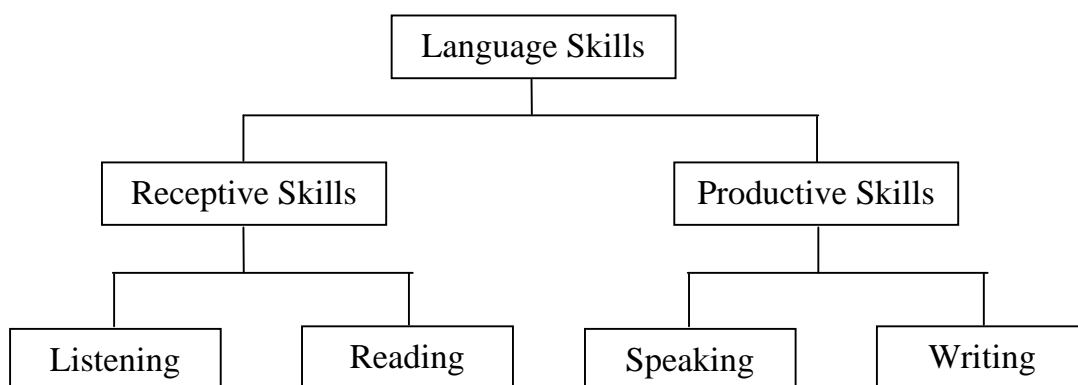 Language Skills
Receptive Skills
Productive Skills
Listening
Reading
Speaking
Writing